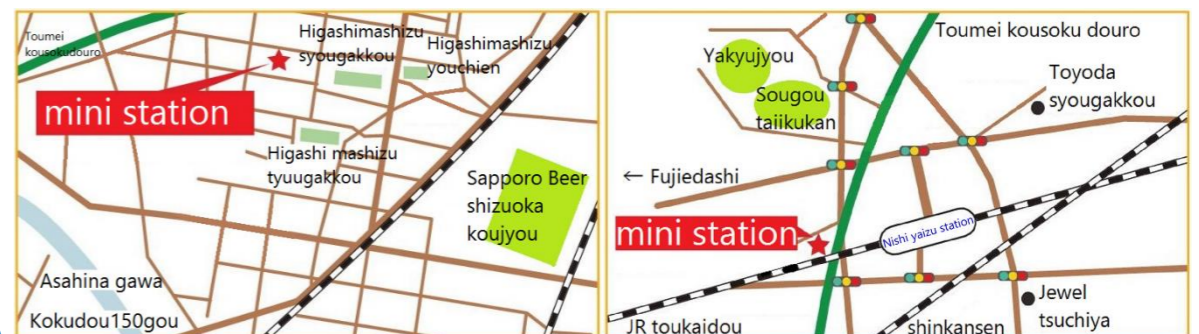 Toumei
kousokudouro
Higashimashizu
syougakkou
Higashimashizu
youchien
mini station
Higashi mashizu
tyuugakkou
Sapporo Beer
shizuoka
koujyou
Asahina gawa
Kokudou150gou
Toumei kousoku douro
Yakyujyou
Sougou
taiikukan
Toyoda
syougakkou
← Fujiedashi
mini station
Nishi yaizu station
Jewel
tsuchiya
JR toukaidou
shinkansen